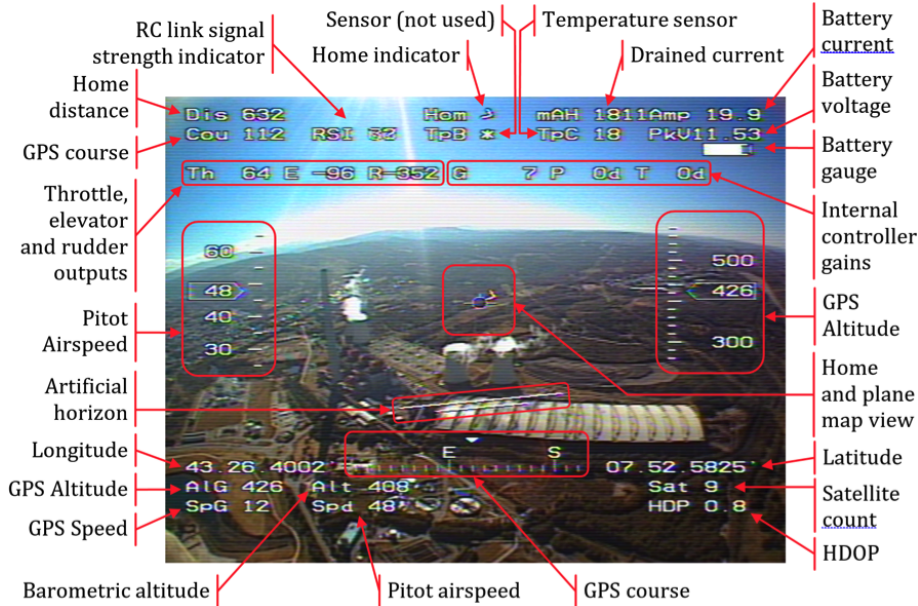 Sensor (not used)
Temperature sensor
Battery
current
RC link signal
strength indicator
Home indicator
Drained current
Home
distance
Battery
voltage
Dis 632
Hom
mAH 1811
Amp 19.9
GPS course
Cou 112
RSI
TpB *
TpC 18
PkV11.53
Battery
gauge
Th 64 E -96 R-352
G 7 P 0d T 0d
Throttle,
elevator
and rudder
outputs
Internal
controller
gains
60
48
40
30
500
426
300
Pitot
Airspeed
GPS
Altitude
Artificial
horizon
Home
and plane
map view
Longitude
43.26.4002'
E S
07.52.5825'
Latitude
GPS Altitude
AlG 426
Alt 408
Sat 9
Satellite
count
GPS Speed
SpG 12
Spd 48
HDP 0.8
HDOP
Barometric altitude
Pitot airspeed
GPS course